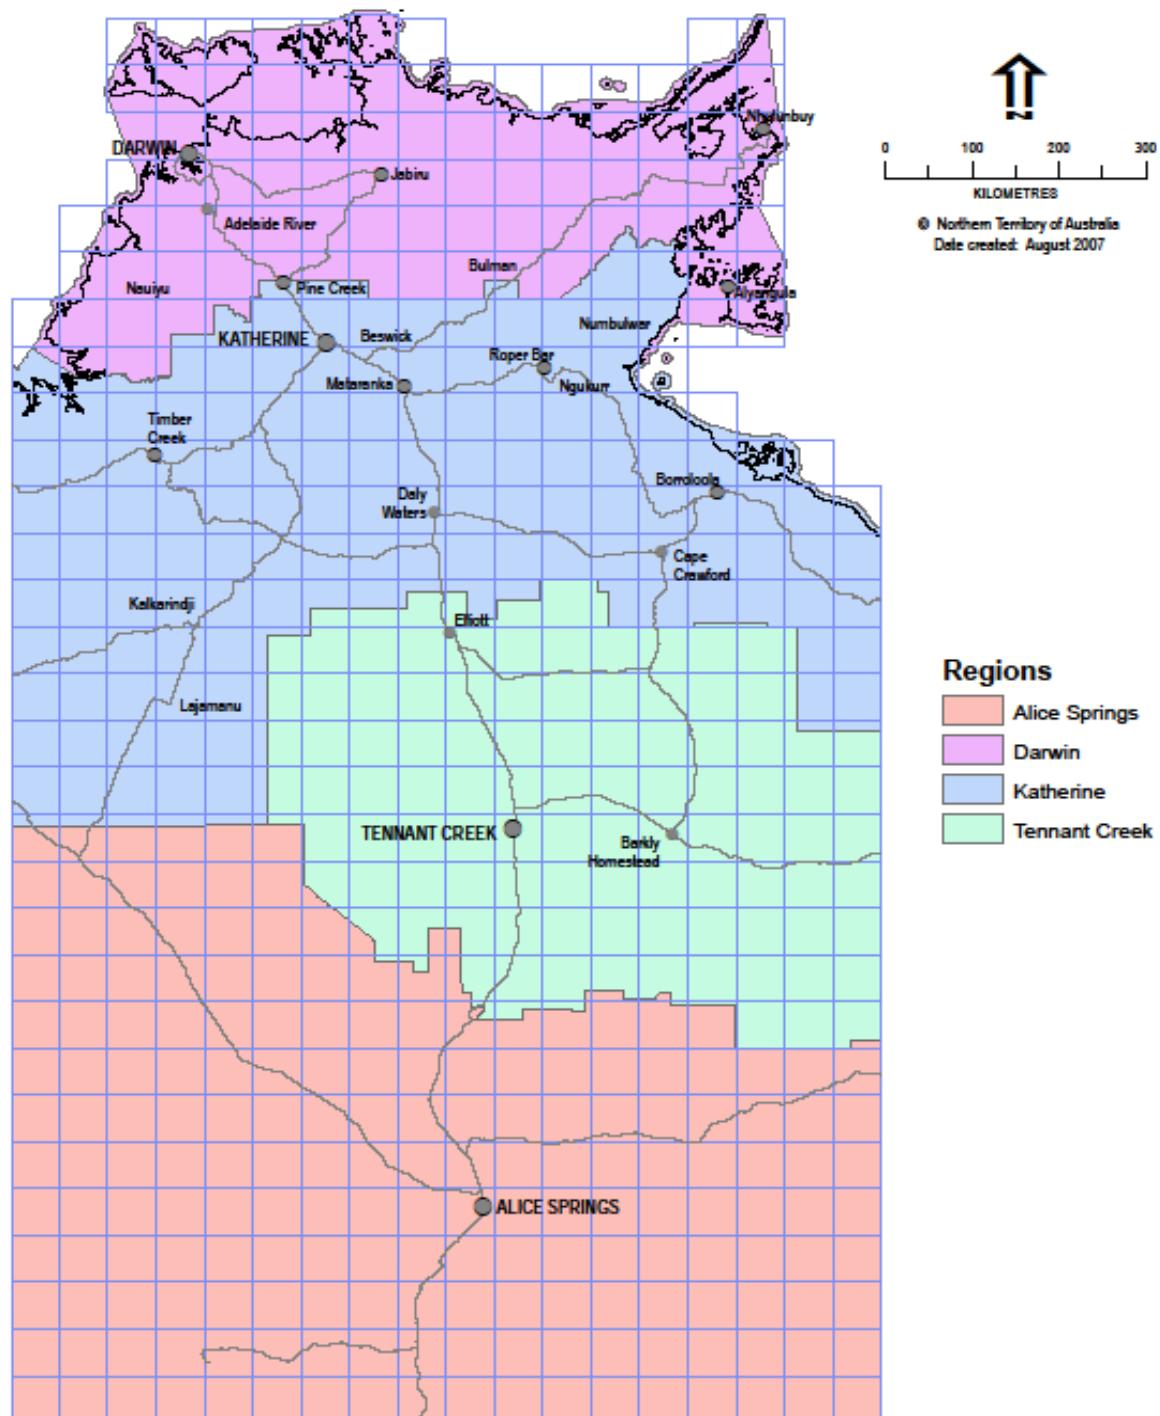 Nhulunbuy
DARWIN
Jabiru
0 100 200 300
KILOMETRES
© Northern Territory of Australia
Date created: August 2007
Adelaide River
Bulman
Nauiyu
Pine Creek
Alyangula
Numbulwar
KATHERINE
Beswick
Roper Bar
Mataranka
Ngukurr
Timber
Creek
Borroloola
Daly
Waters
Cape
Crawford
Kalkarindji
Elliott
Lajamanu
Regions
Alice Springs
Darwin
Katherine
Tennant Creek
TENNANT CREEK
Barkly
Homestead
ALICE SPRINGS